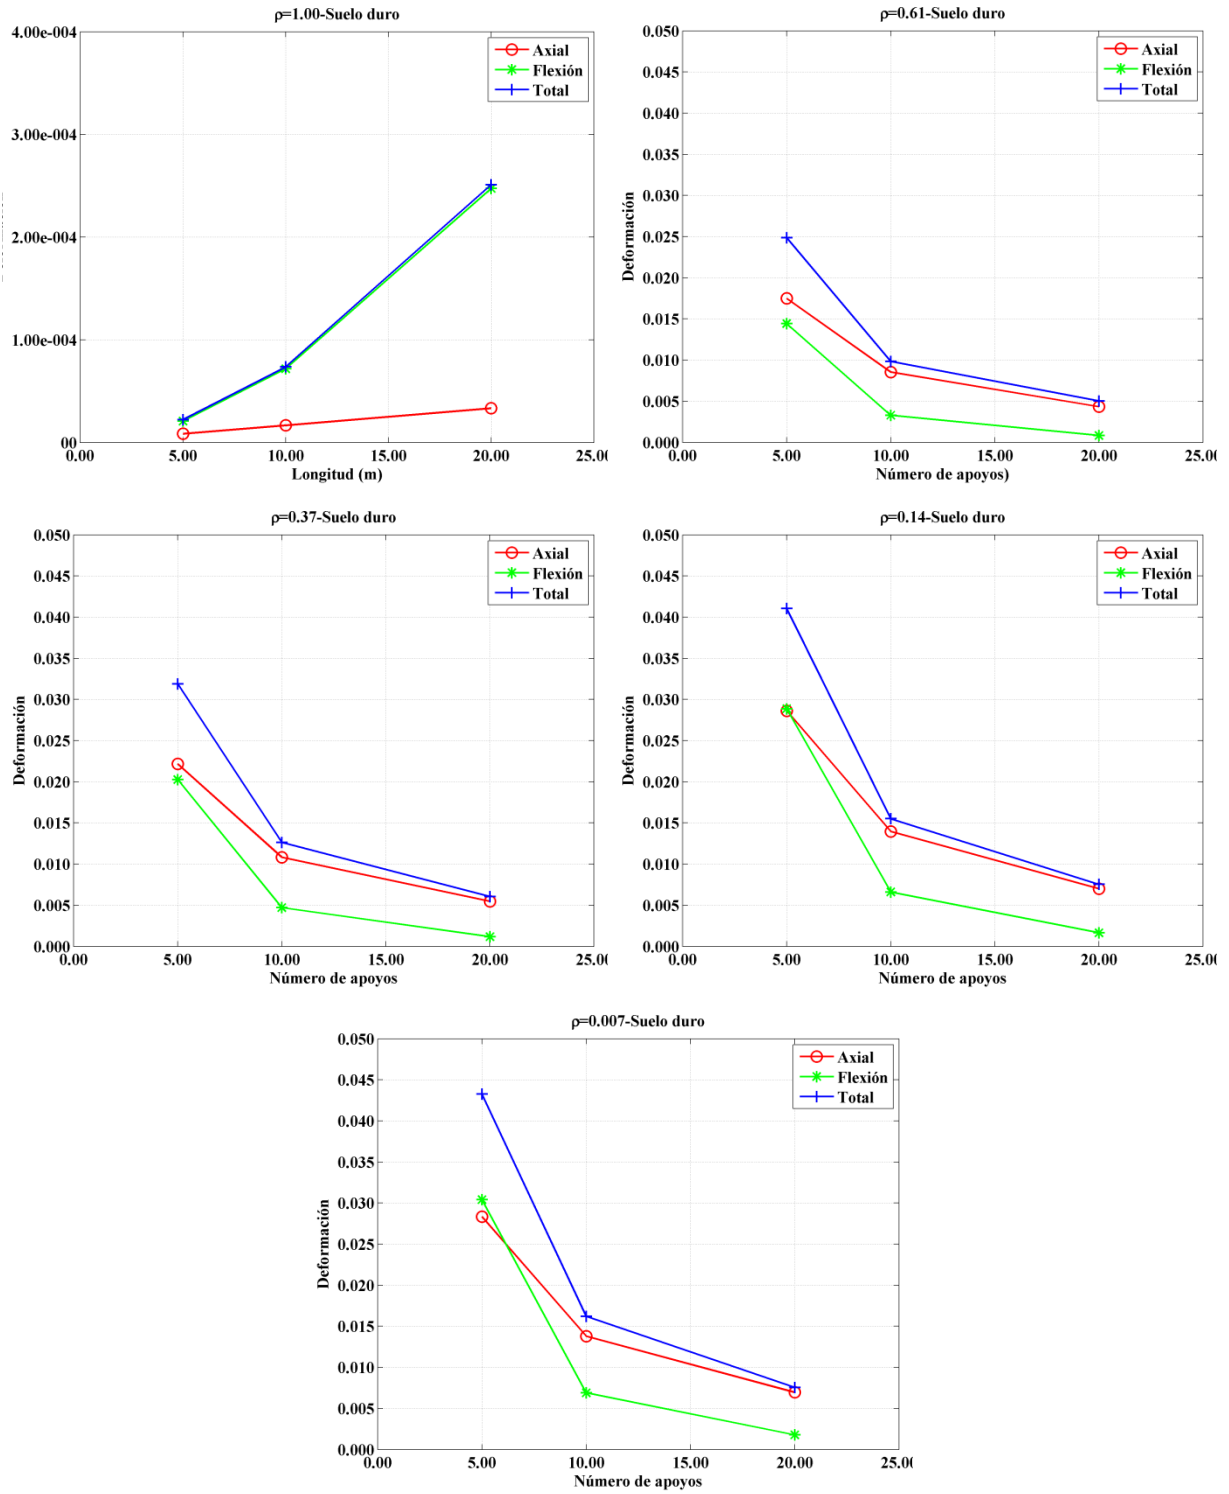 ρ=1.00-Suelo duro
4.00e-004
3.00e-004
2.00e-004
1.00e-004
00
Axial
Flexión
Total
0.00 5.00 10.00 15.00 20.00 25.0
Longitud (m)
ρ=0.61-Suelo duro
0.050
0.045
0.040
0.035
0.030
0.025
0.020
0.015
0.010
0.005
0.000
Deformación
Axial
Flexión
Total
0.00 5.00 10.00 15.00 20.00 25.00
Número de apoyos)
ρ=0.37-Suelo duro
0.050
0.045
0.040
0.035
0.030
0.025
0.020
0.015
0.010
0.005
0.000
Deformación
Axial
Flexión
Total
0.00 5.00 10.00 15.00 20.00 25.0
Número de apoyos
ρ=0.14-Suelo duro
0.050
0.045
0.040
0.035
0.030
0.025
0.020
0.015
0.010
0.005
0.000
Deformación
Axial
Flexión
Total
0.00 5.00 10.00 15.00 20.00 25.00
Número de apoyos
ρ=0.007-Suelo duro
0.050
0.045
0.040
0.035
0.030
0.025
0.020
0.015
0.010
0.005
0.000
Deformación
Axial
Flexión
Total
0.00 5.00 10.00 15.00 20.00 25.0
Número de apoyos